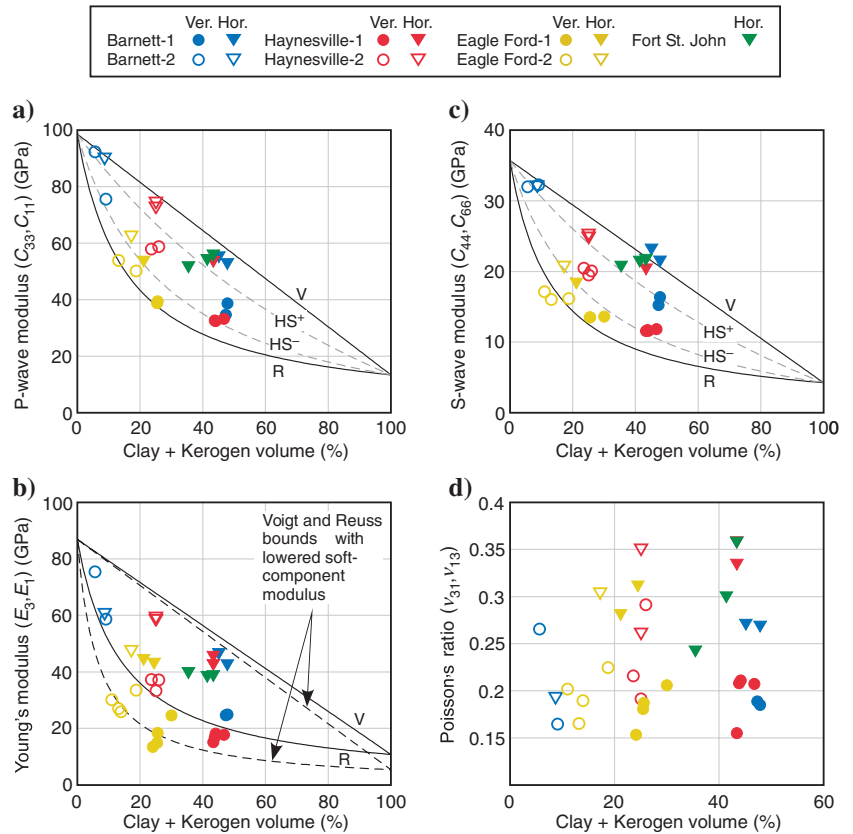 Ver. Hor. Ver. Hor. Ver. Hor. Hor.
Barnett-1 Haynesville-1 Eagle Ford-1 Fort St. John
Barnett-2 Haynesville-2 Eagle Ford-2
a)
100
80
60
40
20
0
P-wave modulus (C33, C11) (GPa)
V
HS+
HS−
R
0 20 40 60 80 100
Clay + Kerogen volume (%)
c)
40
30
20
10
0
S-wave modulus (C44, C66) (GPa)
V
HS+
HS−
R
0 20 40 60 80 100
Clay + Kerogen volume (%)
b)
100
80
60
40
20
0
Young's modulus (E3, E1) (GPa)
Voigt and Reuss
bounds with
lowered soft-
component
modulus
V
R
0 20 40 60 80 100
Clay + Kerogen volume (%)
d)
0.4
0.35
0.3
0.25
0.2
0.15
Poisson·s ratio (ν31, ν13)
0 20 40 60
Clay + Kerogen volume (%)